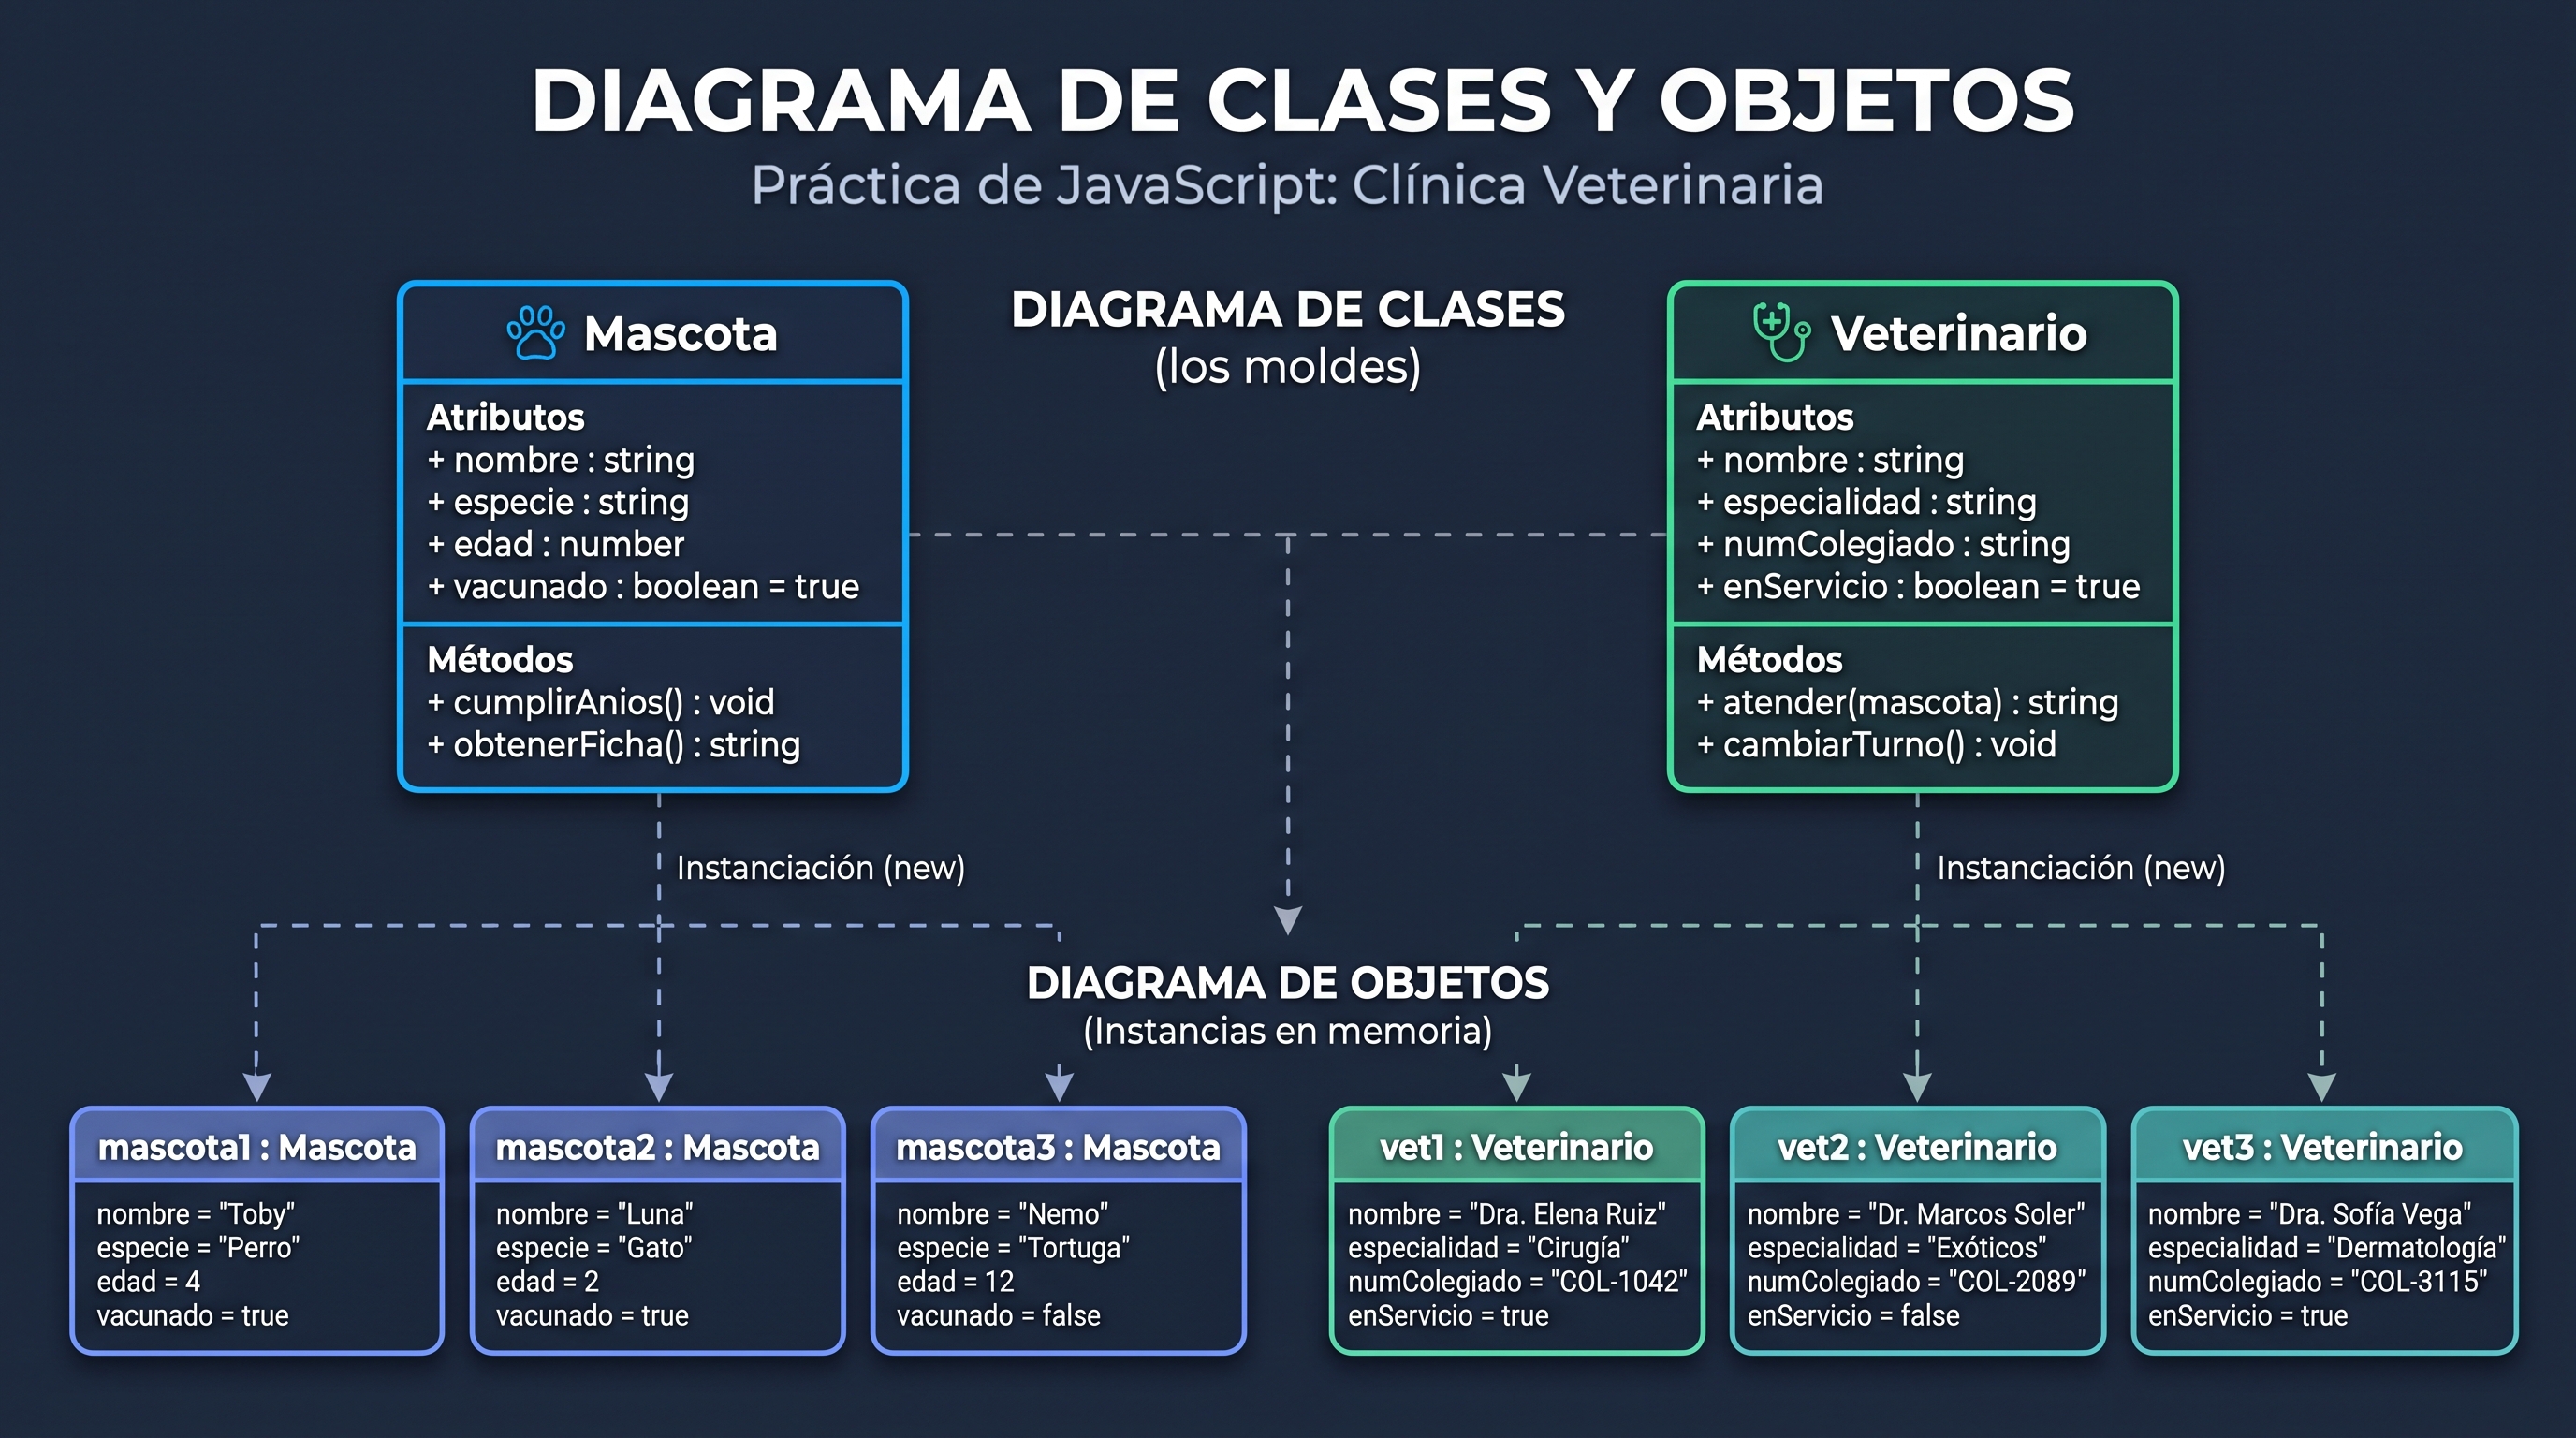 DIAGRAMA DE CLASES Y OBJETOS
Práctica de JavaScript: Clínica Veterinaria
Mascota
Atributos
+ nombre : string
+ especie : string
+ edad : number
+ vacunado : boolean = true
Métodos
+ cumplirAnios() : void
+ obtenerFicha() : string
DIAGRAMA DE CLASES
(los moldes)
Veterinario
Atributos
+ nombre : string
+ especialidad : string
+ numColegiado : string
+ enServicio : boolean = true
Métodos
+ atender(mascota) : string
+ cambiarTurno() : void
Instanciación (new)
Instanciación (new)
DIAGRAMA DE OBJETOS
(Instancias en memoria)
mascota1 : Mascota
nombre = "Toby"
especie = "Perro"
edad = 4
vacunado = true
mascota2 : Mascota
nombre = "Luna"
especie = "Gato"
edad = 2
vacunado = true
mascota3 : Mascota
nombre = "Nemo"
especie = "Tortuga"
edad = 12
vacunado = false
vet1 : Veterinario
nombre = "Dra. Elena Ruiz"
especialidad = "Cirugía"
numColegiado = "COL-1042"
enServicio = true
vet2 : Veterinario
nombre = "Dr. Marcos Soler"
especialidad = "Exóticos"
numColegiado = "COL-2089"
enServicio = false
vet3 : Veterinario
nombre = "Dra. Sofía Vega"
especialidad = "Dermatología"
numColegiado = "COL-3115"
enServicio = true